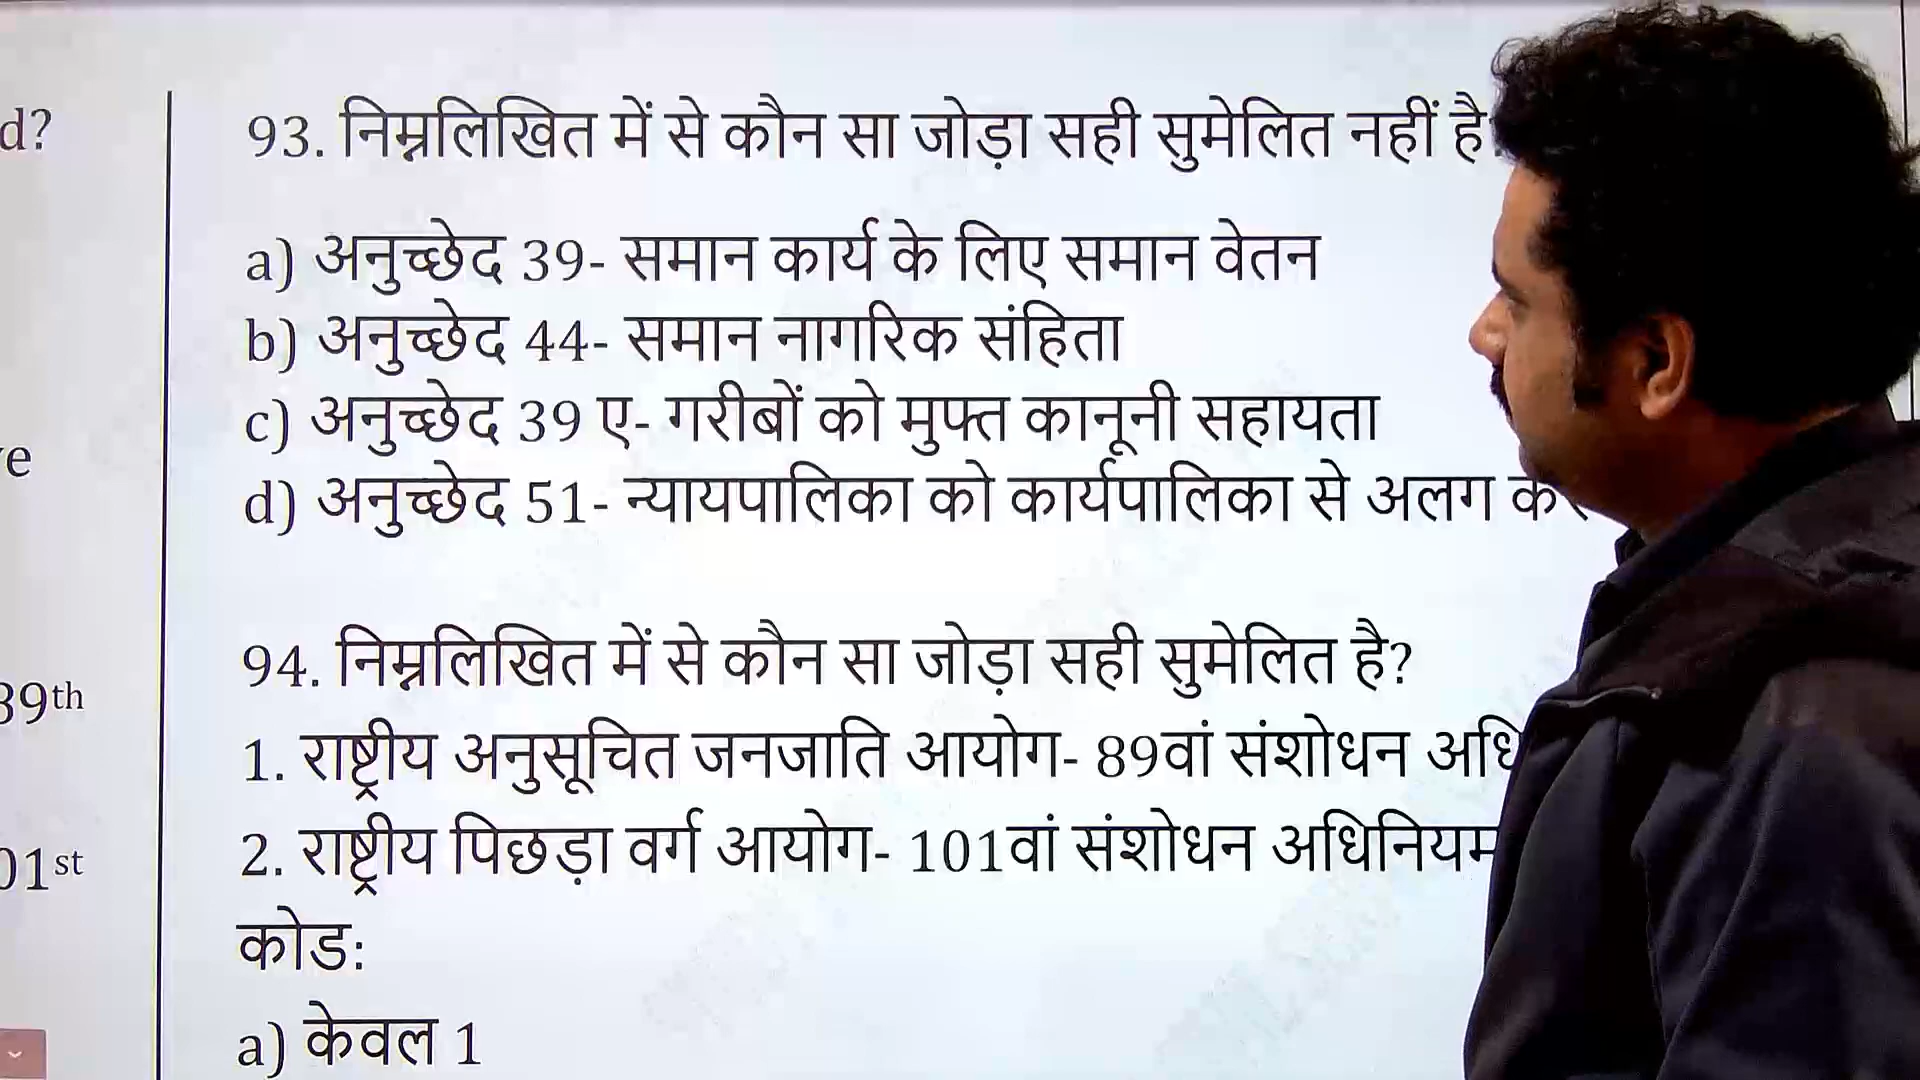 d?
93. निम्नलिखित में से कौन सा जोड़ा सही सुमेलित नहीं है
a) अनुच्छेद 39- समान कार्य के लिए समान वेतन
b) अनुच्छेद 44- समान नागरिक संहिता
c) अनुच्छेद 39 ए- गरीबों को मुफ्त कानूनी सहायता
e
d) अनुच्छेद 51- न्यायपालिका को कार्यपालिका से अलग
94. निम्नलिखित में से कौन सा जोड़ा सही सुमेलित है?
39th
1. राष्ट्रीय अनुसूचित जनजाति आयोग- 89वां संशोधन
2. राष्ट्रीय पिछड़ा वर्ग आयोग- 101वां संशोधन अधिनियम
01st
कोड:
a) केवल 1